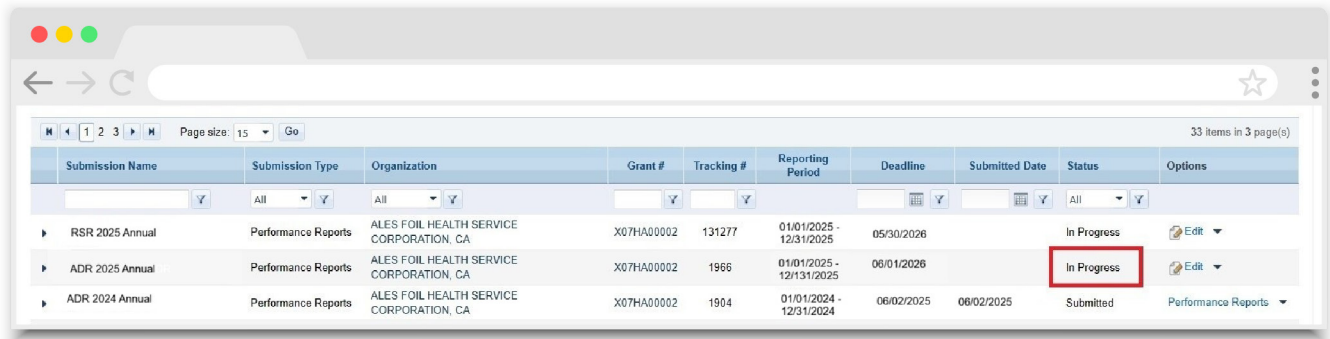 1 2 3 Page size: 15 Go 33 items in 3 page(s)
Submission Name Submission Type Organization Grant # Tracking # Reporting Period Deadline Submitted Date Status Options
All All All
RSR 2025 Annual Performance Reports ALES FOIL HEALTH SERVICE CORPORATION, CA X07HA00002 131277 01/01/2025 - 12/31/2025 05/30/2026 In Progress Edit
ADR 2025 Annual Performance Reports ALES FOIL HEALTH SERVICE CORPORATION, CA X07HA00002 1966 01/01/2025 - 12/131/2025 06/01/2026 In Progress Edit
ADR 2024 Annual Performance Reports ALES FOIL HEALTH SERVICE CORPORATION, CA X07HA00002 1904 01/01/2024 - 12/31/2024 06/02/2025 06/02/2025 Submitted Performance Reports